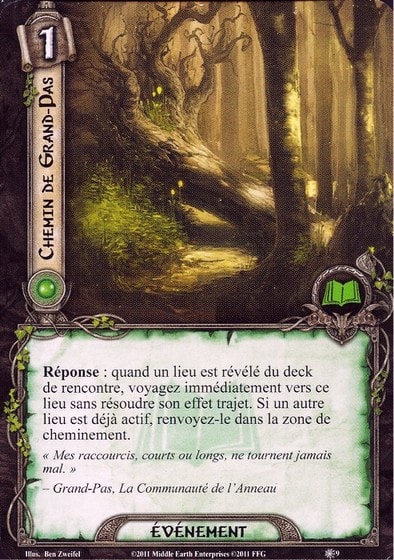 1
CHEMIN DE GRAND-PAS
Réponse : quand un lieu est révélé du deck
de rencontre, voyagez immédiatement vers ce
lieu sans résoudre son effet trajet. Si un autre
lieu est déjà actif, renvoyez-le dans la zone de
cheminement.
« Mes raccourcis, courts ou longs, ne tournent jamais
mal. »
– Grand-Pas, La Communauté de l'Anneau
ÉVÉNEMENT
Illus. Ben Zweifel ©2011 Middle Earth Enterprises ©2011 FFG 9